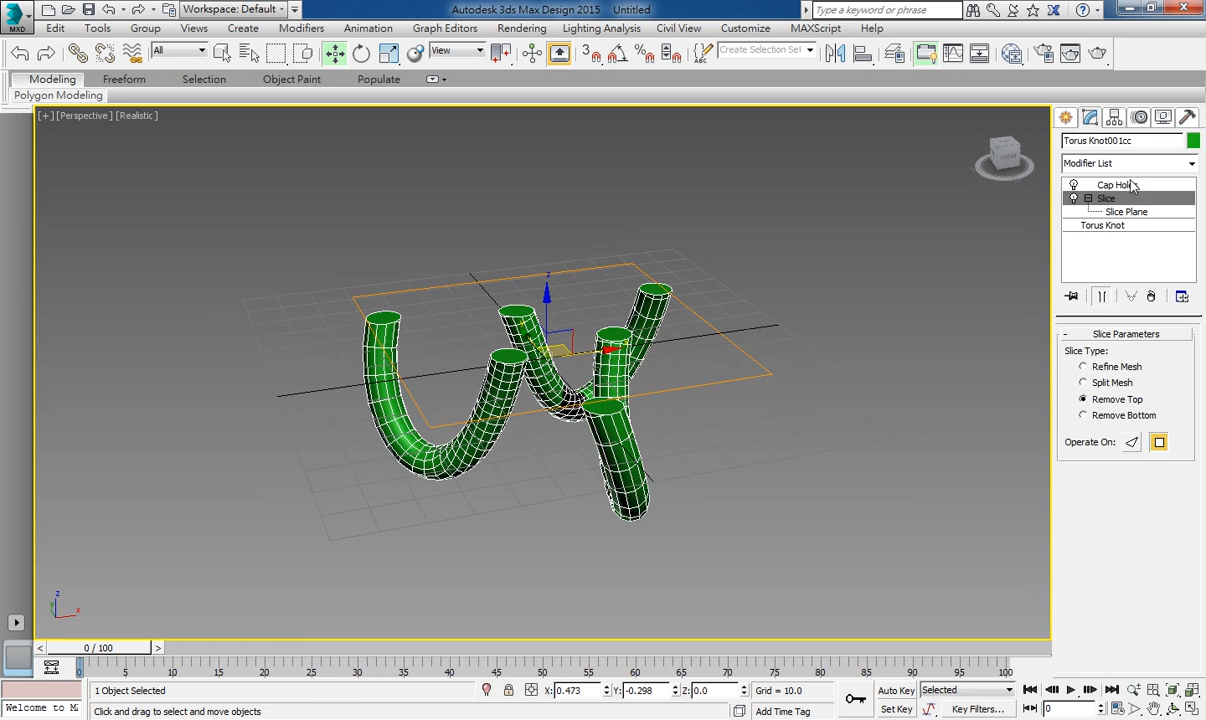 Workspace: Default
Autodesk 3ds Max Design 2015 Untitled
Type a keyword or phrase
MXD
Edit Tools Group Views Create Modifiers Animation Graph Editors Rendering Lighting Analysis Civil View Customize MAXScript Help
All
View
3
Create Selection Set
Modeling Freeform Selection Object Paint Populate
Polygon Modeling
[+] [Perspective] [Realistic]
Torus Knot001cc
Modifier List
Slice
Slice Plane
Torus Knot
Slice Parameters
Slice Type:
Refine Mesh
Split Mesh
Remove Top
Remove Bottom
Operate On:
z
FRONT
z
y
x
0 / 100
0 5 10 15 20 25 30 35 40 45 50 55 60 65 70 75 80 85 90 95 100
1 Object Selected
X: 0.473 Y: -0.298 Z: 0.0
Grid = 10.0
Auto Key Selected
Welcome to
Click and drag to select and move objects
Add Time Tag
Set Key Key Filters... 0